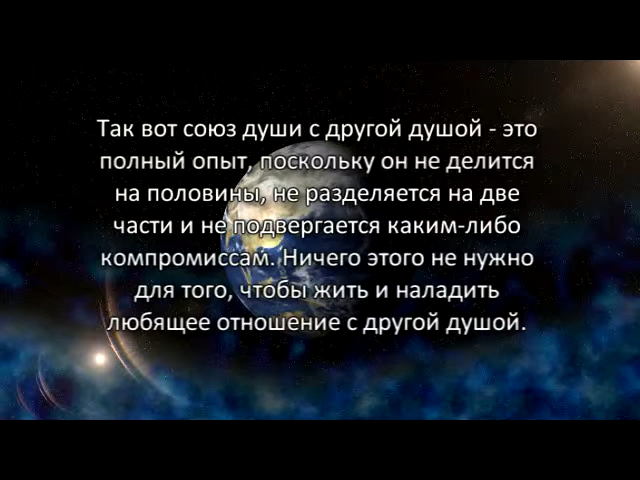 Так вот союз души с другой душой - это
полный опыт, поскольку он не делится
на половины, не разделяется на две
части и не подвергается каким-либо
компромиссам. Ничего этого не нужно
для того, чтобы жить и наладить
любящее отношение с другой душой.